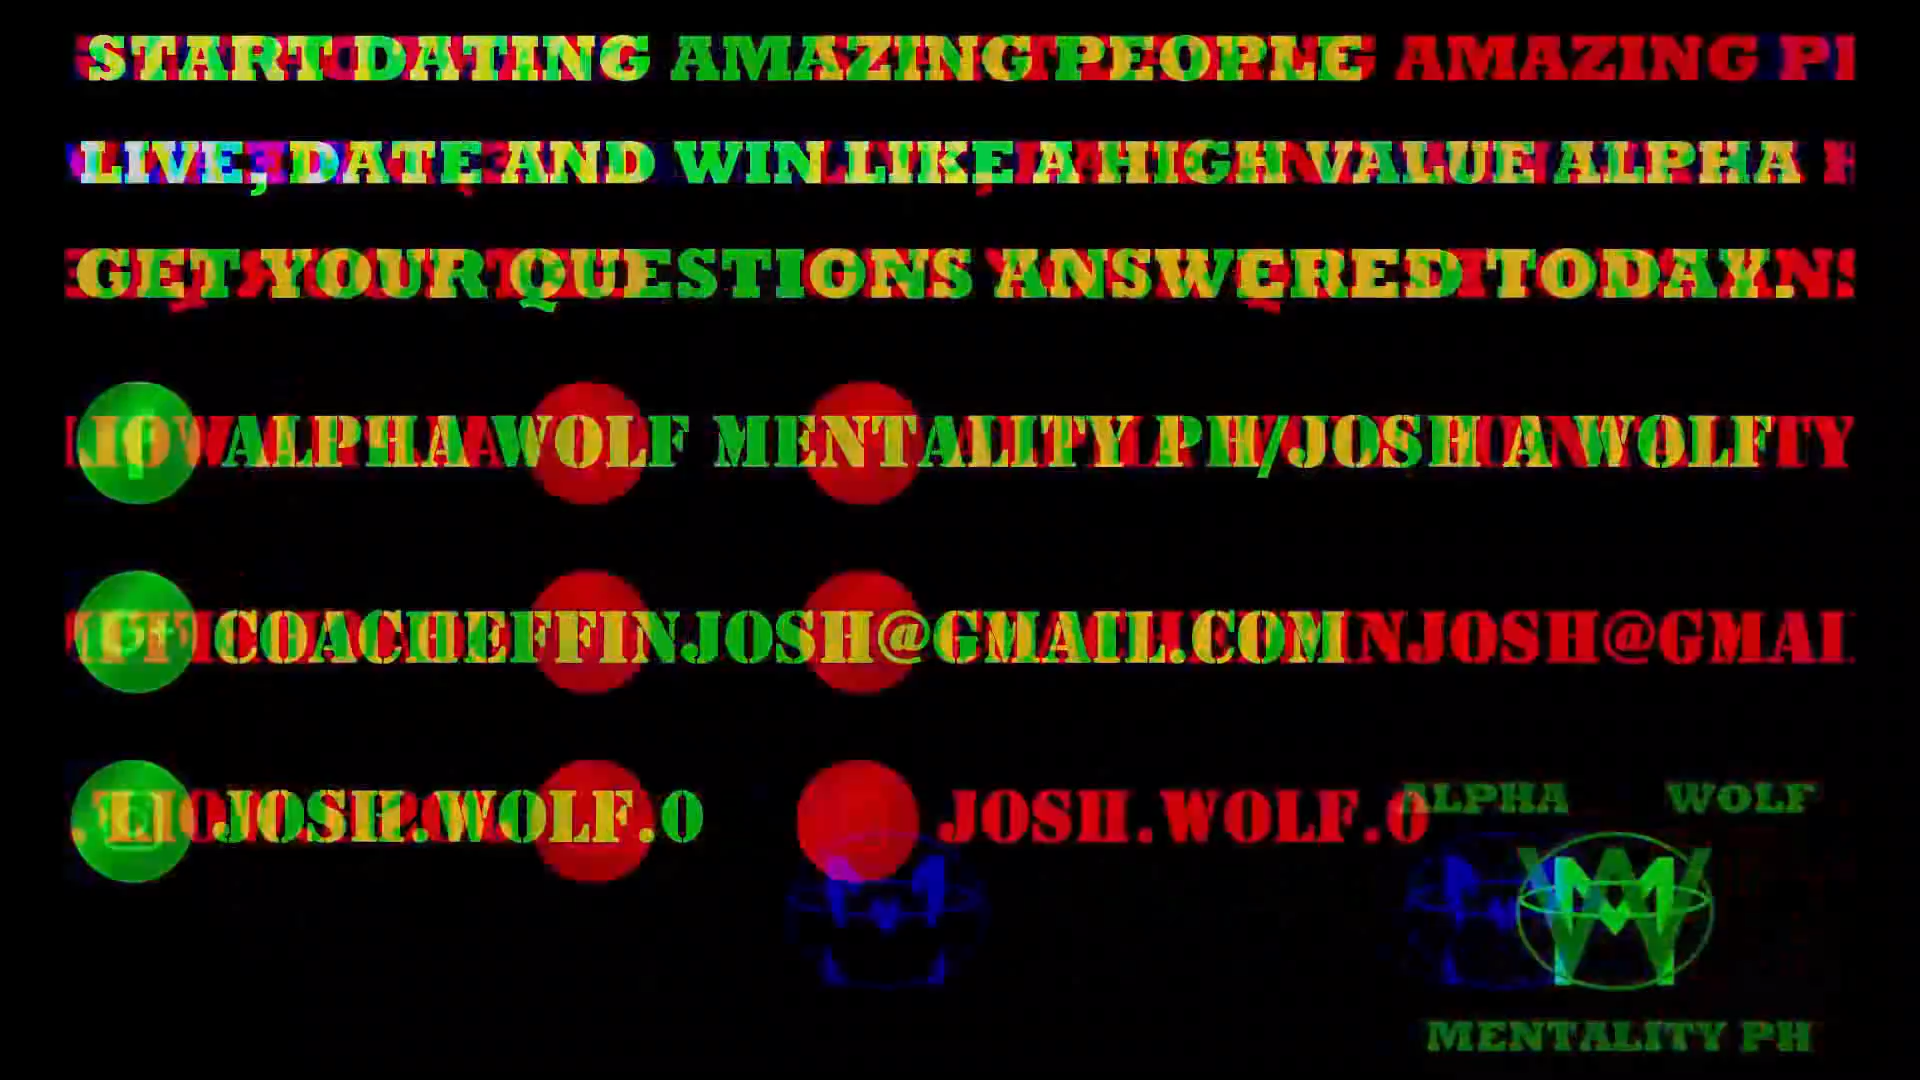 START DATING AMAZING PEOPLE AMAZING
LIVE, DATE AND WIN LIKE, A HIGH VALUE ALPHA
GET YOUR QUESTIONS ANSWERED TODAY.
ALPHA WOLF MENTALITY PH/JOSH A WOLF
COACHEFFINJOSH@GMAIL.COM
JOSH.WOLF.0 JOSH.WOLF.0
ALPHA WOLF
MENTALITY PH